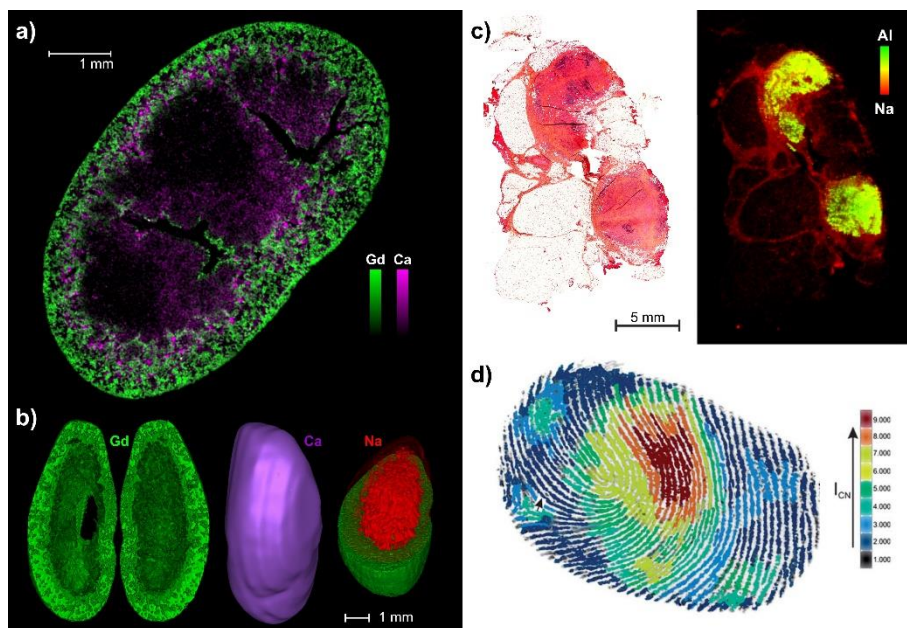 a)
1 mm
Gd Ca
b)
Gd
Ca
Na
1 mm
c)
5 mm
Al
Na
d)
I_CN
9.000
8.000
7.000
6.000
5.000
4.000
3.000
2.000
1.000